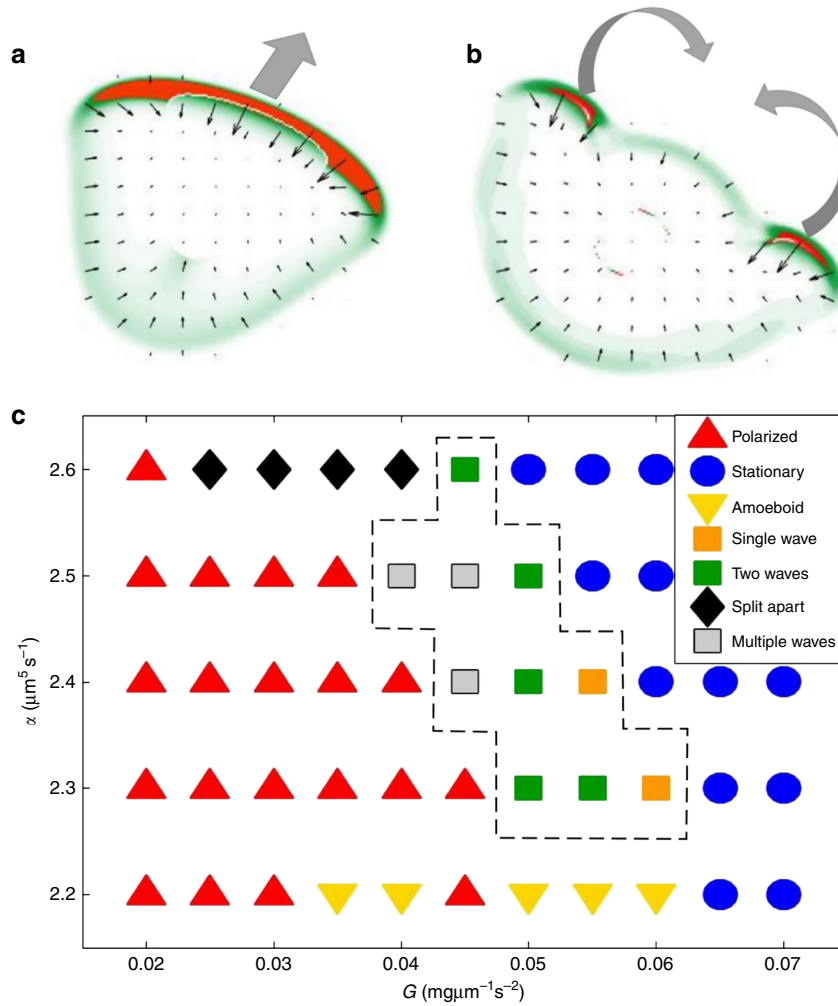 a
b
c
Polarized
Stationary
Amoeboid
Single wave
Two waves
Split apart
Multiple waves
2.6
2.5
2.4
2.3
2.2
α (μm⁵ s⁻¹)
0.02 0.03 0.04 0.05 0.06 0.07
G (mgμm⁻¹s⁻²)